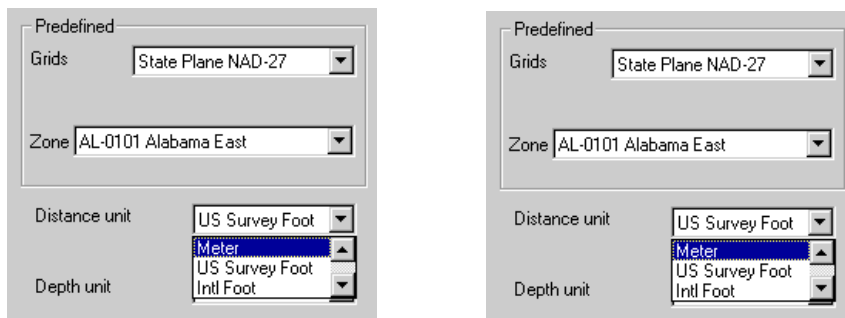 Predefined
Grids State Plane NAD-27
Zone AL-0101 Alabama East
Distance unit US Survey Foot
Meter
US Survey Foot
Depth unit Intl Foot
Predefined
Grids State Plane NAD-27
Zone AL-0101 Alabama East
Distance unit US Survey Foot
Meter
US Survey Foot
Depth unit Intl Foot